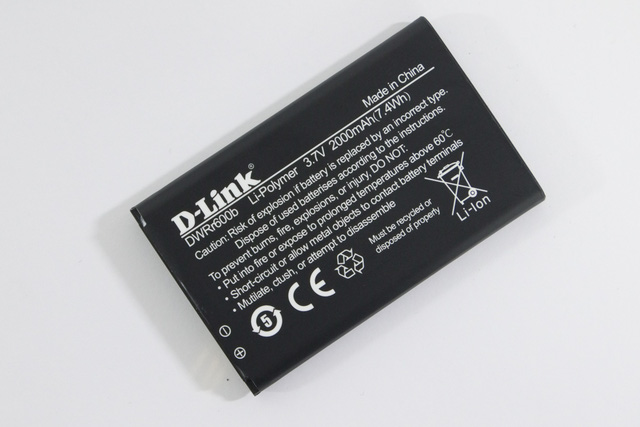 D-Link®
DWRr600b Li-Polymer 3.7V 2000mAh(7.4Wh) Made in China
Caution: Risk of explosion if battery is replaced by an incorrect type.
Dispose of used batteries according to the instructions.
To prevent burns, fire, explosions, or injury, DO NOT:
• Put into fire or expose to prolonged temperatures above 60℃
• Short-circuit or allow metal objects to contact battery terminals
• Mutilate, ctush, or attempt to disassemble
5
CE
Must be recycled or
disposed of properly
Li-Ion